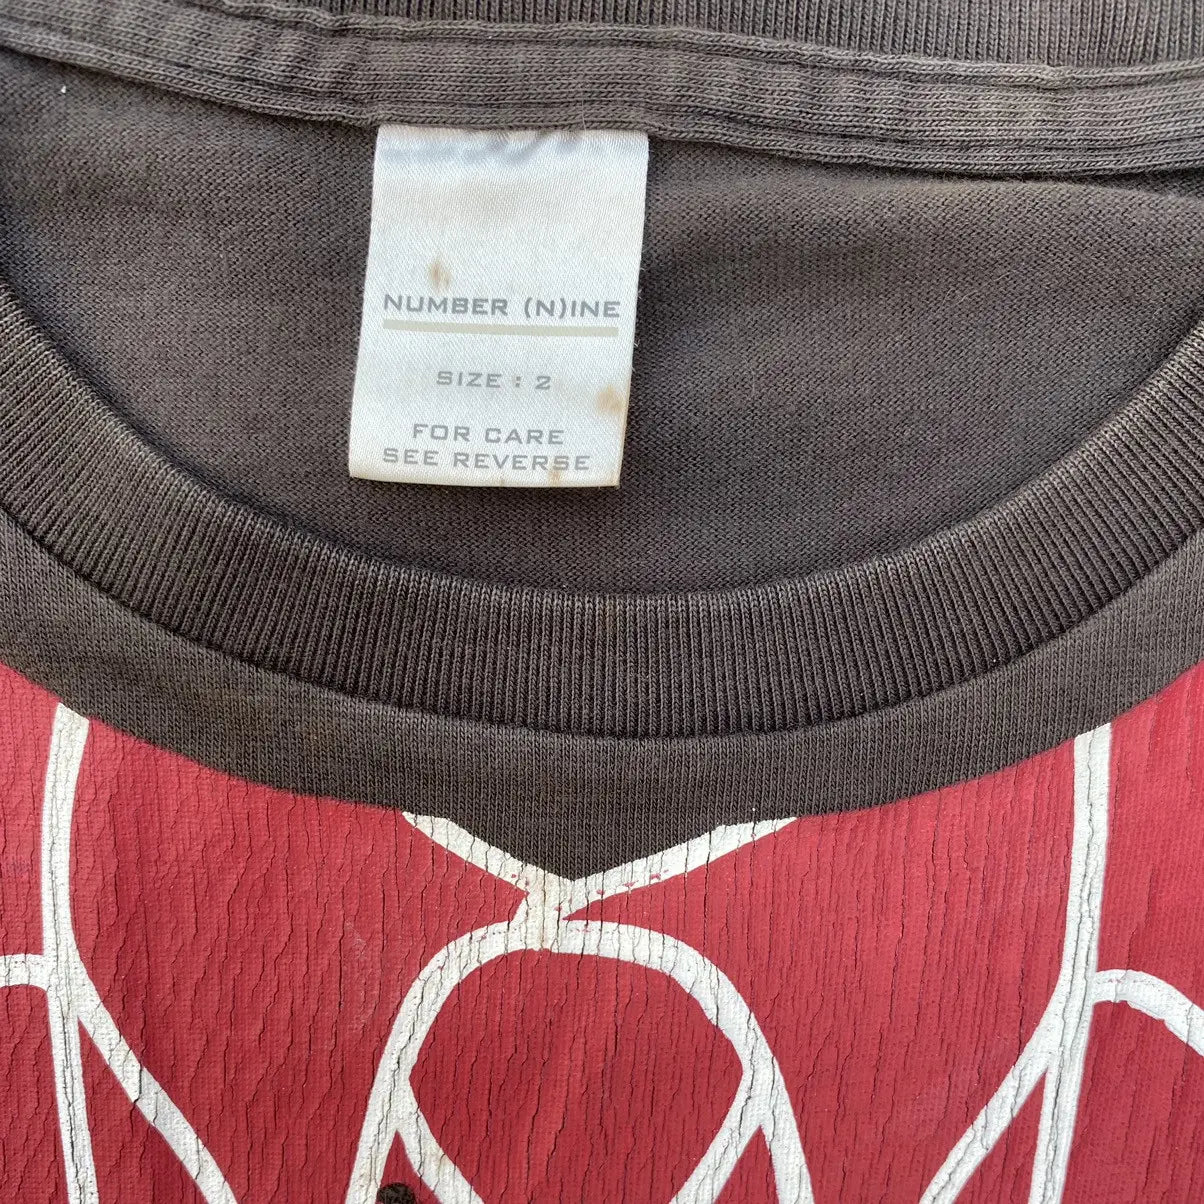 NUMBER (N)INE
SIZE : 2
FOR CARE
SEE REVERSE